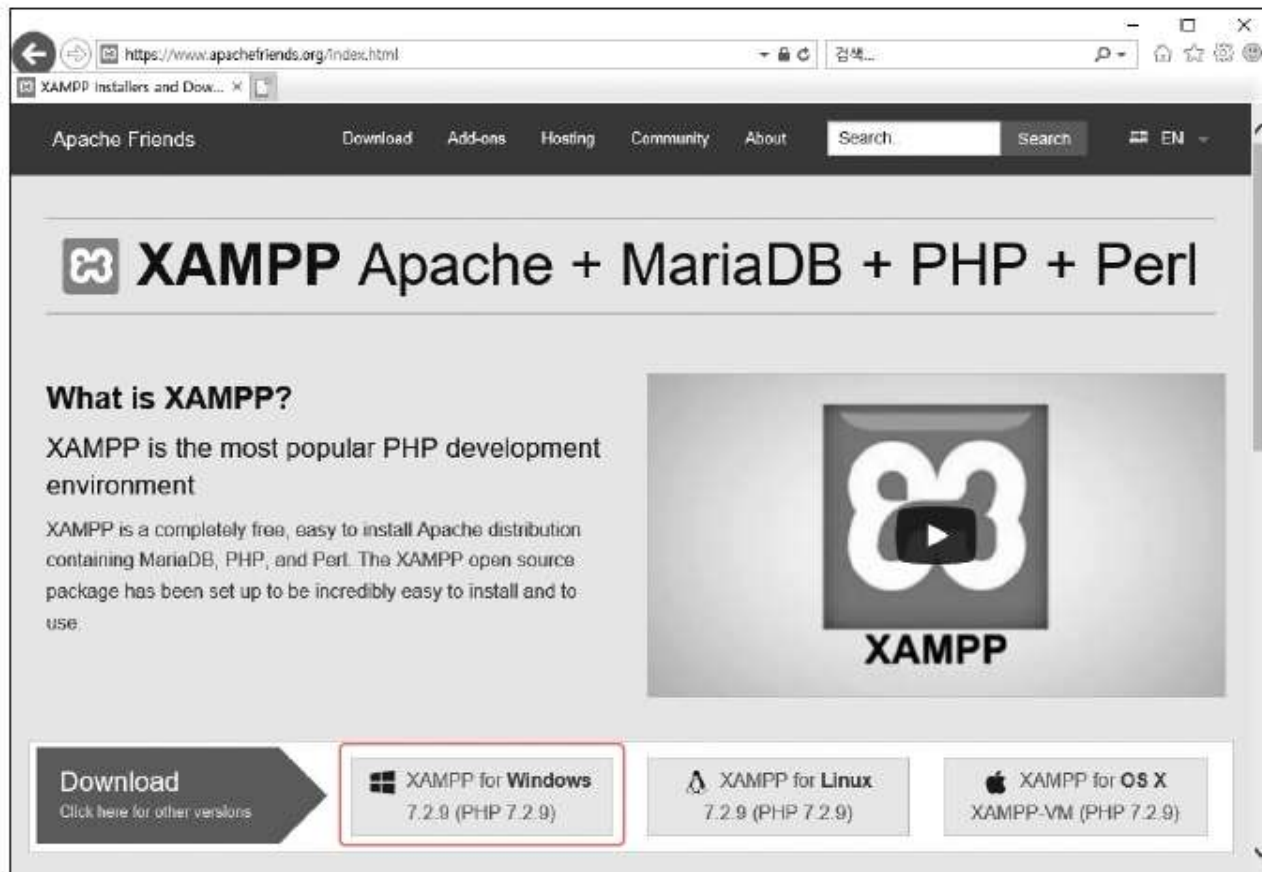 https://www.apachefriends.org/index.html
검색...
XAMPP Installers and Dow...
Apache Friends
Download
Add-ons
Hosting
Community
About
Search
Search
EN
XAMPP Apache + MariaDB + PHP + Perl
What is XAMPP?
XAMPP is the most popular PHP development
environment
XAMPP is a completely free, easy to install Apache distribution
containing MariaDB, PHP, and Perl. The XAMPP open source
package has been set up to be incredibly easy to install and to
use.
XAMPP
Download
Click here for other versions
XAMPP for Windows
7.2.9 (PHP 7.2.9)
XAMPP for Linux
7.2.9 (PHP 7.2.9)
XAMPP for OS X
XAMPP-VM (PHP 7.2.9)